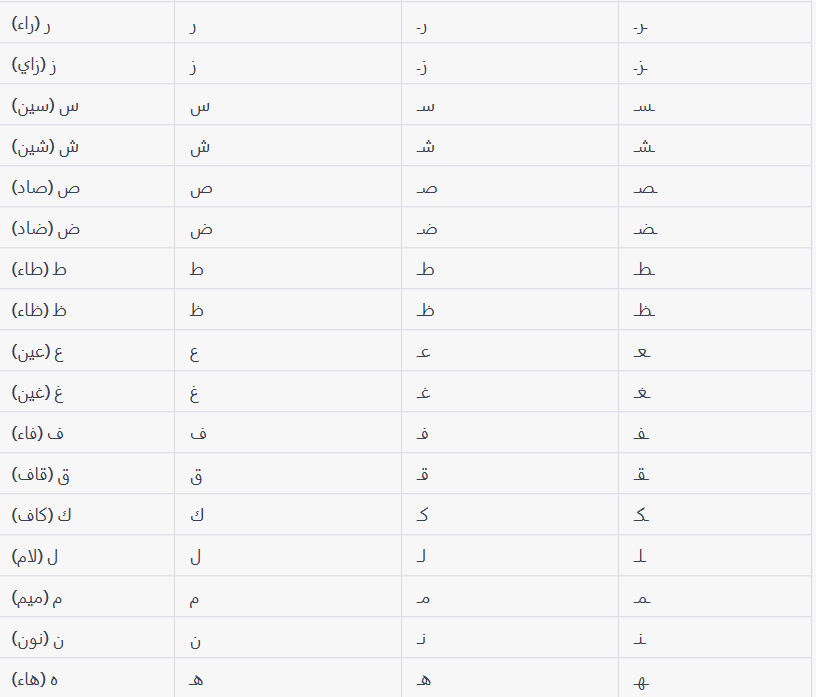 ر (راء) ر رـ ـرـ
ز (زاي) ز زـ ـزـ
س (سين) س سـ ـسـ
ش (شين) ش شـ ـشـ
ص (صاد) ص صـ ـصـ
ض (ضاد) ض ضـ ـضـ
ط (طاء) ط طـ ـطـ
ظ (ظاء) ظ ظـ ـظـ
ع (عين) ع عـ ـعـ
غ (غين) غ غـ ـغـ
ف (فاء) ف فـ ـفـ
ق (قاف) ق قـ ـقـ
ك (كاف) ك كـ ـكـ
ل (لام) ل لـ ـلـ
م (ميم) م مـ ـمـ
ن (نون) ن نـ ـنـ
ه (هاء) هـ هـ ـهـ